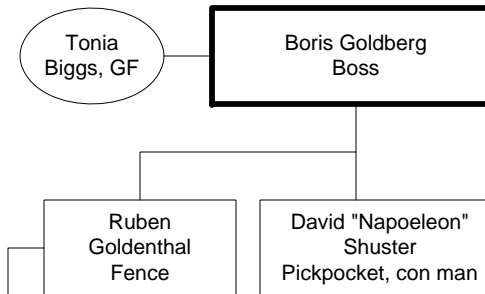 Tonia
Biggs, GF
Boris Goldberg
Boss
Ruben
Goldenthal
Fence
David "Napoeleon"
Shuster
Pickpocket, con man